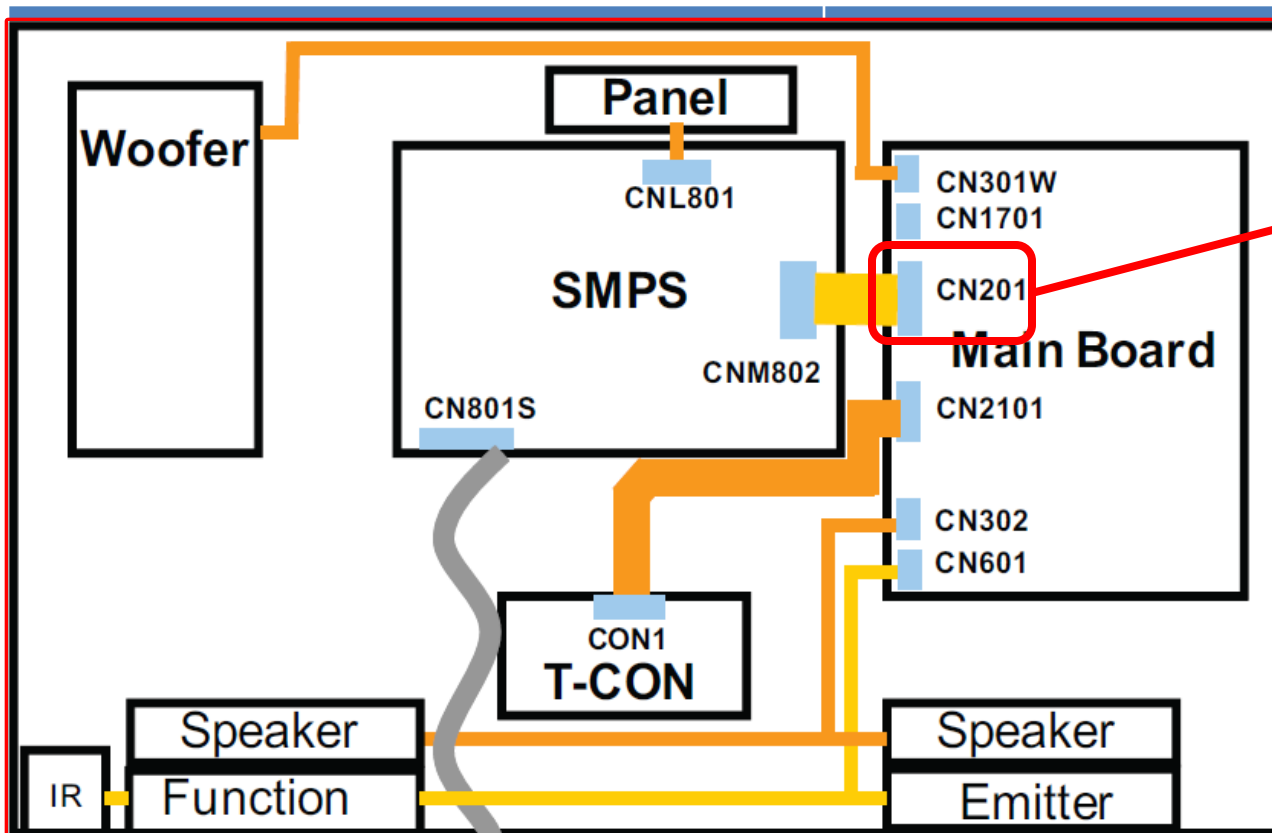 Panel
Woofer
CNL801
CN301W
CN1701
SMPS
CN201
Main Board
CNM802
CN801S
CN2101
CN302
CN601
CON1
T-CON
Speaker
Speaker
IR
Function
Emitter